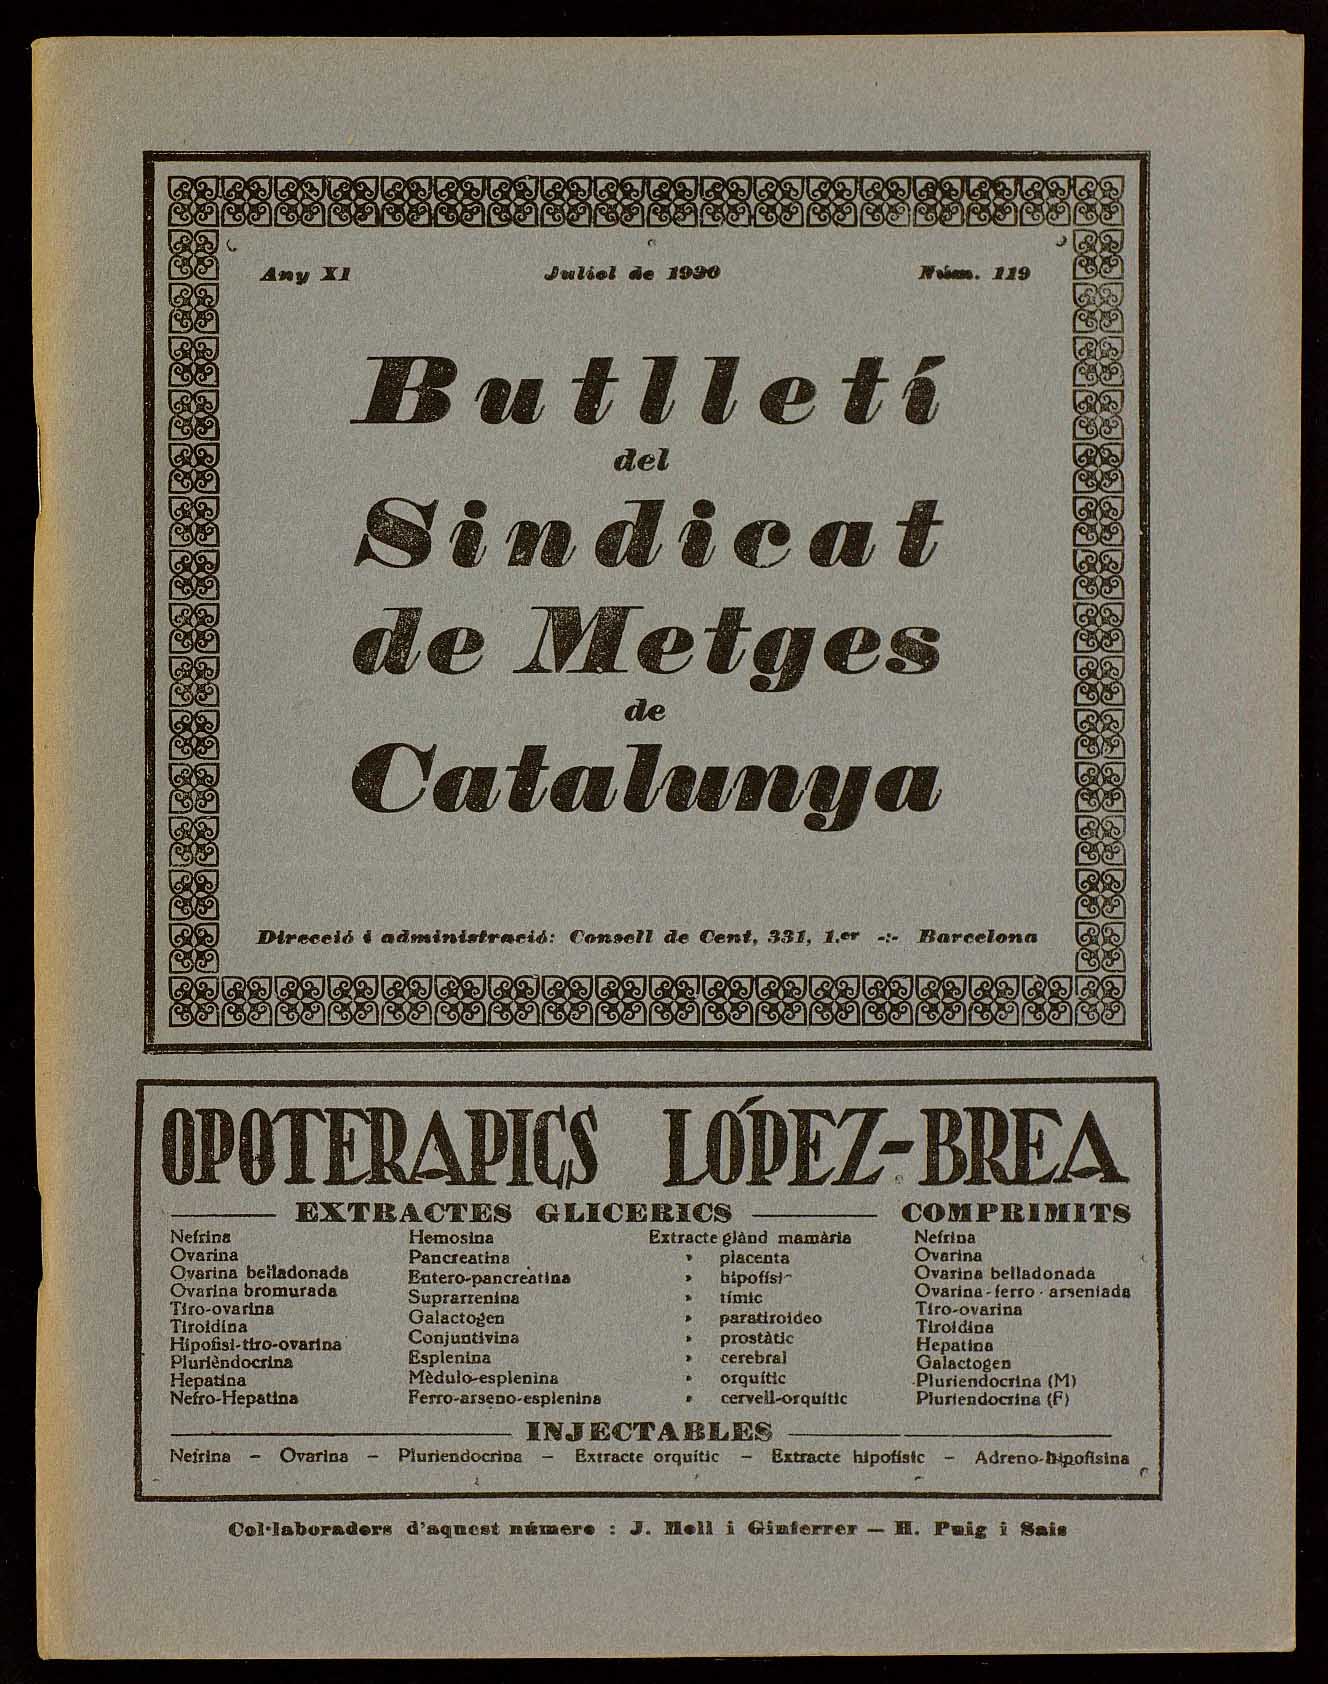 Any XI Juliol de 1930 Núm. 119
Butlletí
del
Sindicat
de Metges
de
Catalunya
Direcció i administració: Consell de Cent, 331, 1.er -:- Barcelona
OPOTERAPICS LÓPEZ-BREA
EXTRACTES GLICERICS
Nefrina
Ovarina
Ovarina belladonada
Ovarina bromurada
Tiro-ovarina
Tiroidina
Hipofisi-tiro-ovarina
Plurièndocrina
Hepatina
Nefro-Hepatina
Hemosina
Pancreatina
Entero-pancreàtina
Suprarrenina
Galactogen
Conjuntivina
Esplenina
Mèdulo-esplenina
Ferro-arseno-esplenina
Extracte glànd mamària
» placenta
» hipofisi
» tímic
» paratiroideo
» prostàtic
» cerebral
» orquític
» cervell-orquític
COMPRIMITS
Nefrina
Ovarina
Ovarina belladonada
Ovarina-ferro-arseniada
Tiro-ovarina
Tiroidina
Hepatina
Galactogen
Pluriendocrina (M)
Pluriendocrina (F)
INJECTABLES
Nefrina — Ovarina — Pluriendocrina — Extracte orquític — Extracte hipofisic — Adreno-hipofisina
Col·laboradors d'aquest número : J. Moll i Ginferrer — H. Puig i Sais